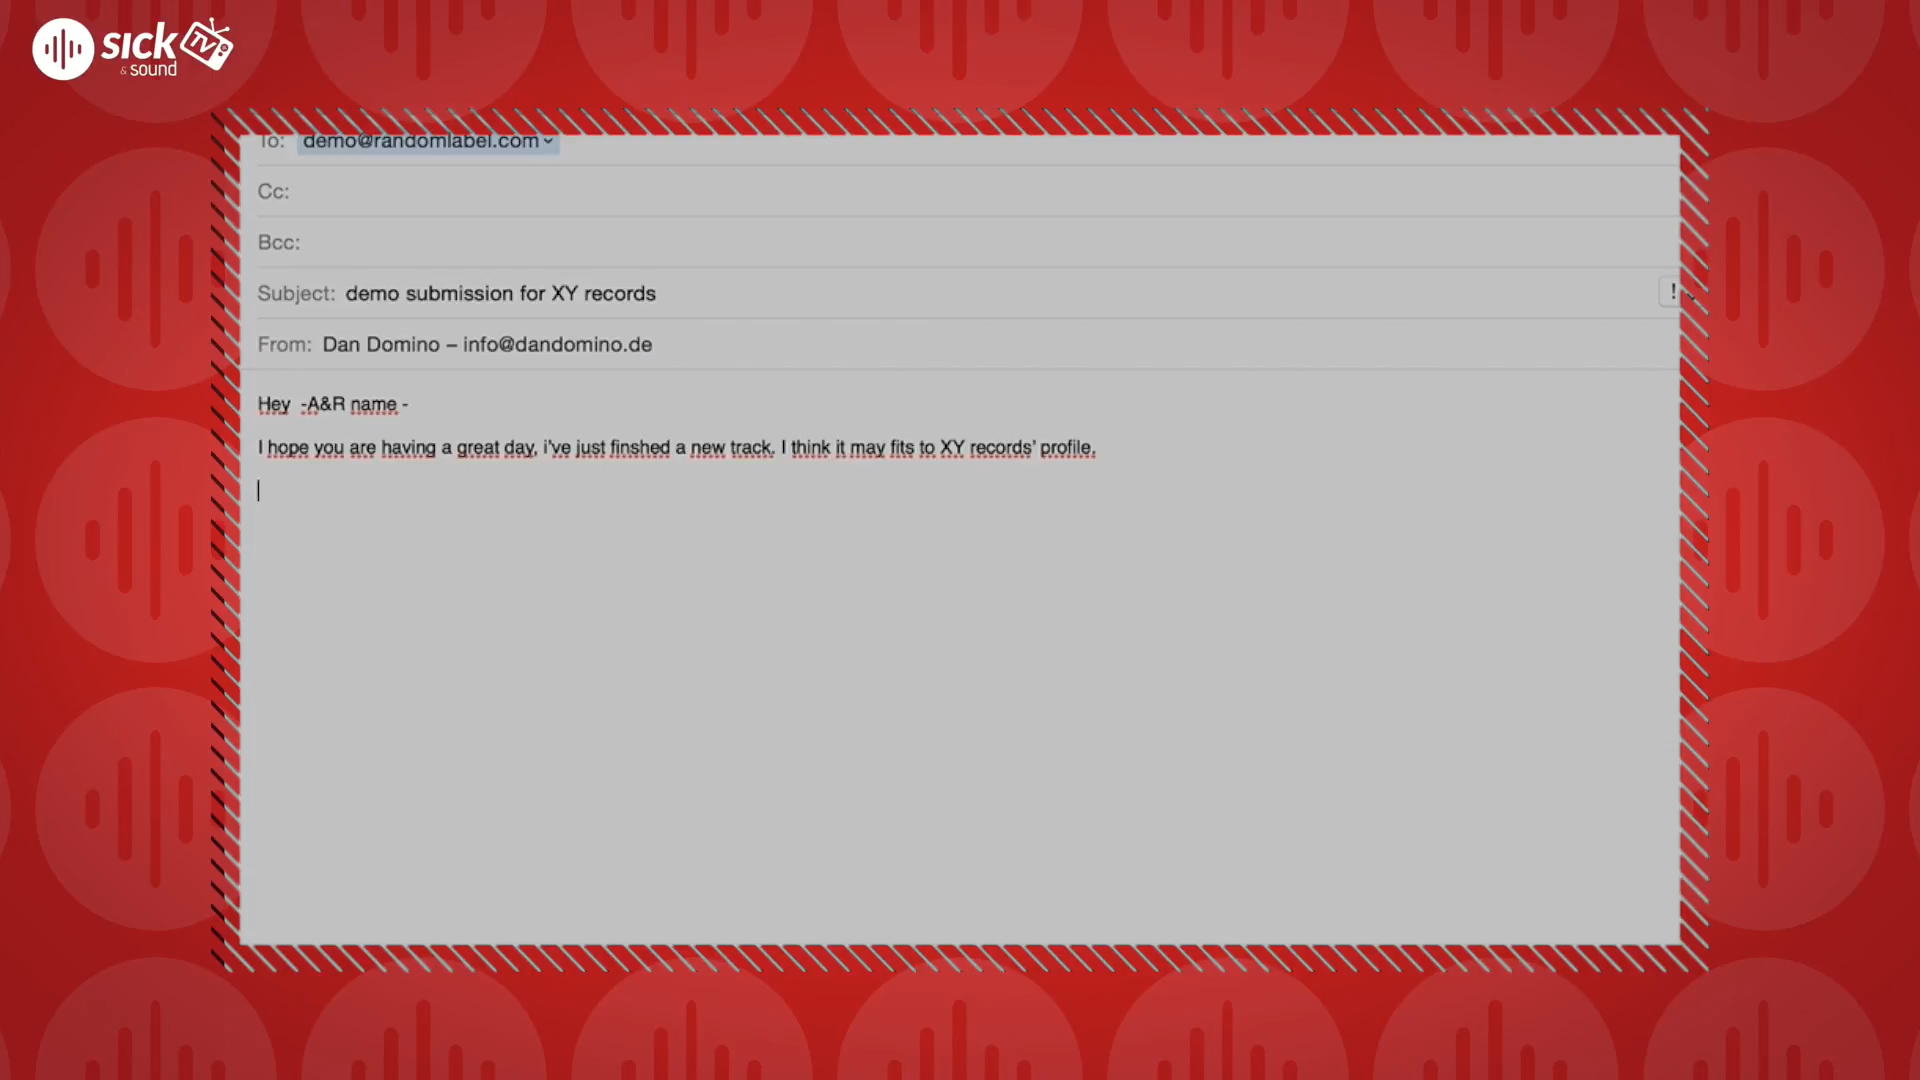 sıck TV
& sound
To: demo@randomlabel.com
Cc:
Bcc:
Subject: demo submission for XY records
!
From: Dan Domino – info@dandomino.de
Hey -A&R name -
I hope you are having a great day, i've just finshed a new track. I think it may fits to XY records' profile.